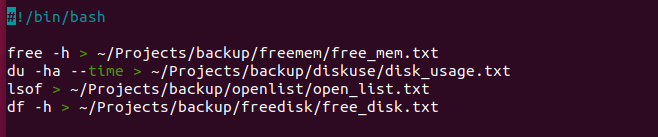 #!/bin/bash
free -h > ~/Projects/backup/freemem/free_mem.txt
du -ha --time > ~/Projects/backup/diskuse/disk_usage.txt
lsof > ~/Projects/backup/openlist/open_list.txt
df -h > ~/Projects/backup/freedisk/free_disk.txt